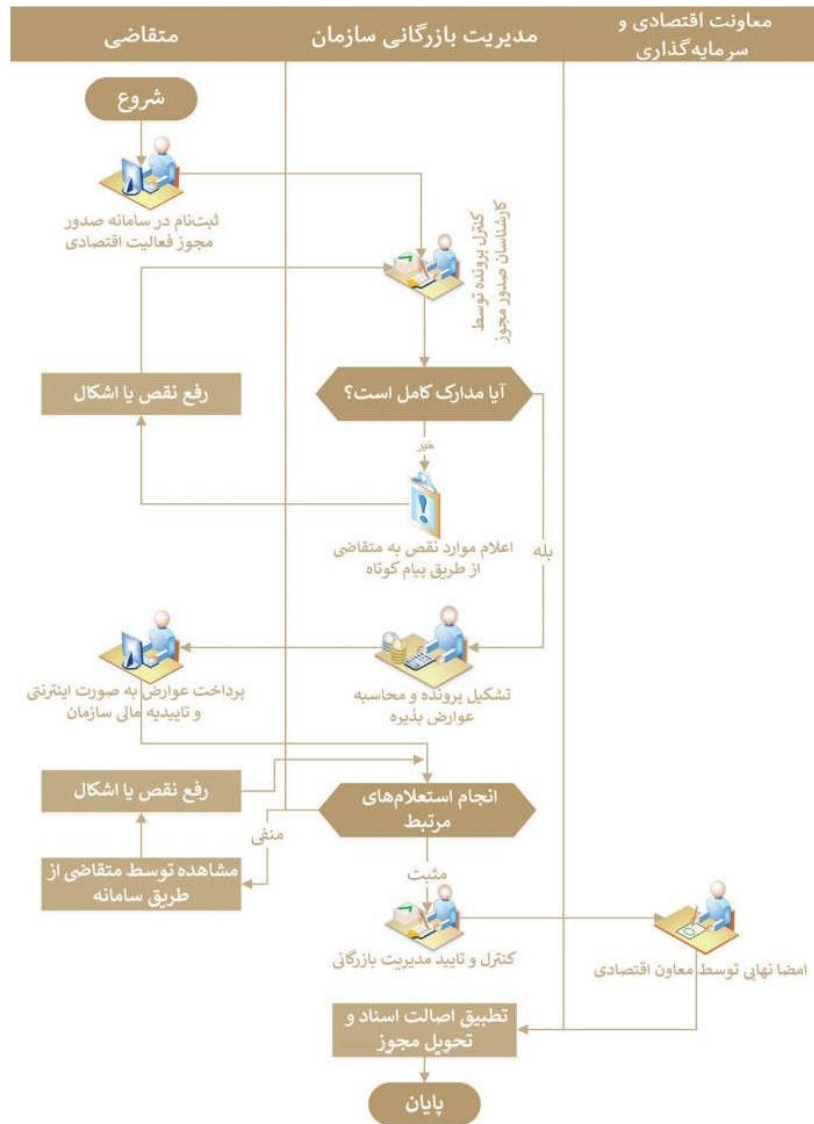 متقاضی
مدیریت بازرگانی سازمان
معاونت اقتصادی و
سرمایه‌گذاری
شروع
ثبت‌نام در سامانه صدور
مجوز فعالیت اقتصادی
کنترل پرونده توسط
کارشناسان صدور مجوز
رفع نقص یا اشکال
آیا مدارک کامل است؟
خیر
اعلام موارد نقص به متقاضی
از طریق پیام کوتاه
بله
پرداخت عوارض به صورت اینترنتی
و تاییدیه مالی سازمان
تشکیل پرونده و محاسبه
عوارض پذیره
رفع نقص یا اشکال
انجام استعلام‌های
مرتبط
منفی
مشاهده توسط متقاضی از
طریق سامانه
مثبت
کنترل و تایید مدیریت بازرگانی
امضا نهایی توسط معاون اقتصادی
تطبیق اصالت اسناد و
تحویل مجوز
پایان